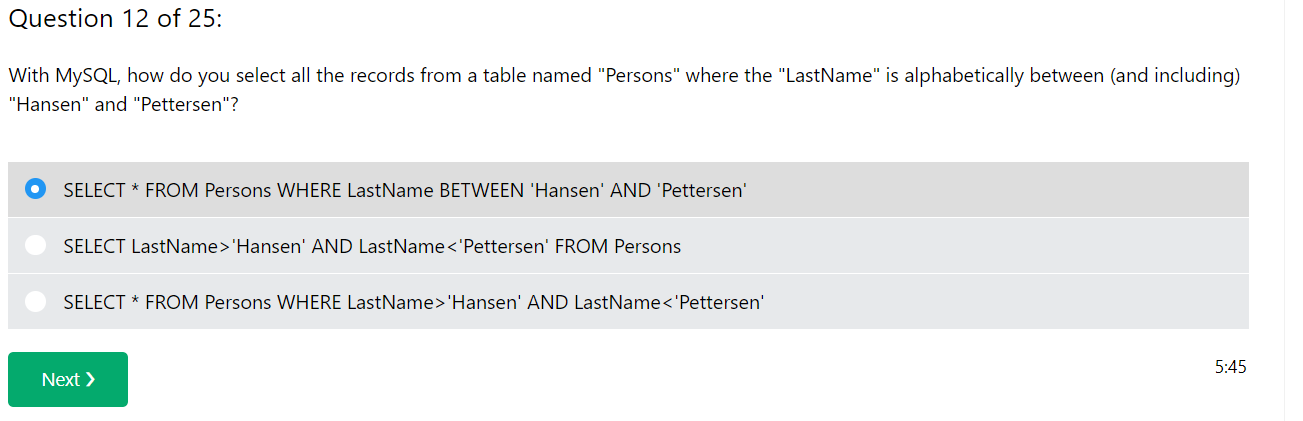 Question 12 of 25:
With MySQL, how do you select all the records from a table named "Persons" where the "LastName" is alphabetically between (and including)
"Hansen" and "Pettersen"?
SELECT * FROM Persons WHERE LastName BETWEEN 'Hansen' AND 'Pettersen'
SELECT LastName>'Hansen' AND LastName<'Pettersen' FROM Persons
SELECT * FROM Persons WHERE LastName>'Hansen' AND LastName<'Pettersen'
Next ❯
5:45